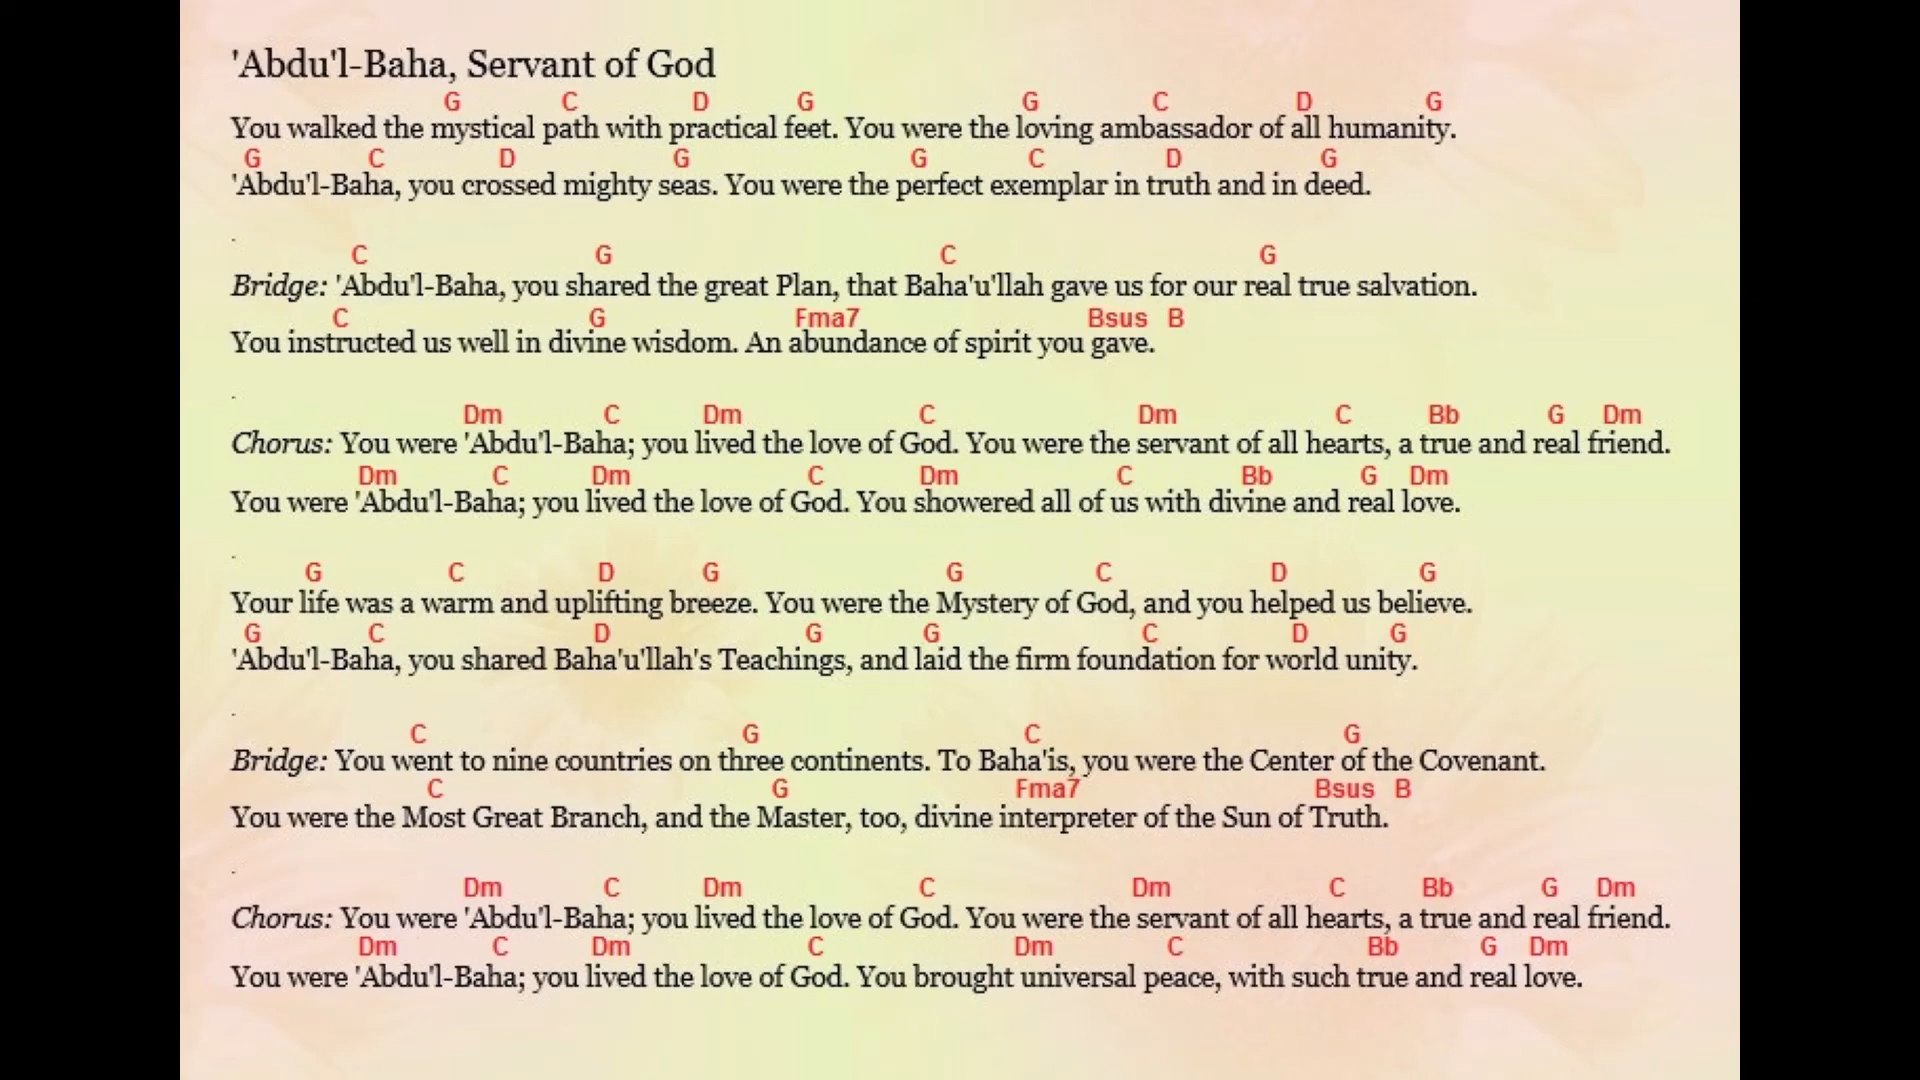 'Abdu'l-Baha, Servant of God
G C D G G C D G
You walked the mystical path with practical feet. You were the loving ambassador of all humanity.
G C D G G C D G
'Abdu'l-Baha, you crossed mighty seas. You were the perfect exemplar in truth and in deed.
.
C G C G
Bridge: 'Abdu'l-Baha, you shared the great Plan, that Baha'u'llah gave us for our real true salvation.
C G Fma7 Bsus B
You instructed us well in divine wisdom. An abundance of spirit you gave.
.
Dm C Dm C Dm C Bb G Dm
Chorus: You were 'Abdu'l-Baha; you lived the love of God. You were the servant of all hearts, a true and real friend.
Dm C Dm C Dm C Bb G Dm
You were 'Abdu'l-Baha; you lived the love of God. You showered all of us with divine and real love.
.
G C D G G C D G
Your life was a warm and uplifting breeze. You were the Mystery of God, and you helped us believe.
G C D G G C D G
'Abdu'l-Baha, you shared Baha'u'llah's Teachings, and laid the firm foundation for world unity.
.
C G C G
Bridge: You went to nine countries on three continents. To Baha'is, you were the Center of the Covenant.
C G Fma7 Bsus B
You were the Most Great Branch, and the Master, too, divine interpreter of the Sun of Truth.
.
Dm C Dm C Dm C Bb G Dm
Chorus: You were 'Abdu'l-Baha; you lived the love of God. You were the servant of all hearts, a true and real friend.
Dm C Dm C Dm C Bb G Dm
You were 'Abdu'l-Baha; you lived the love of God. You brought universal peace, with such true and real love.